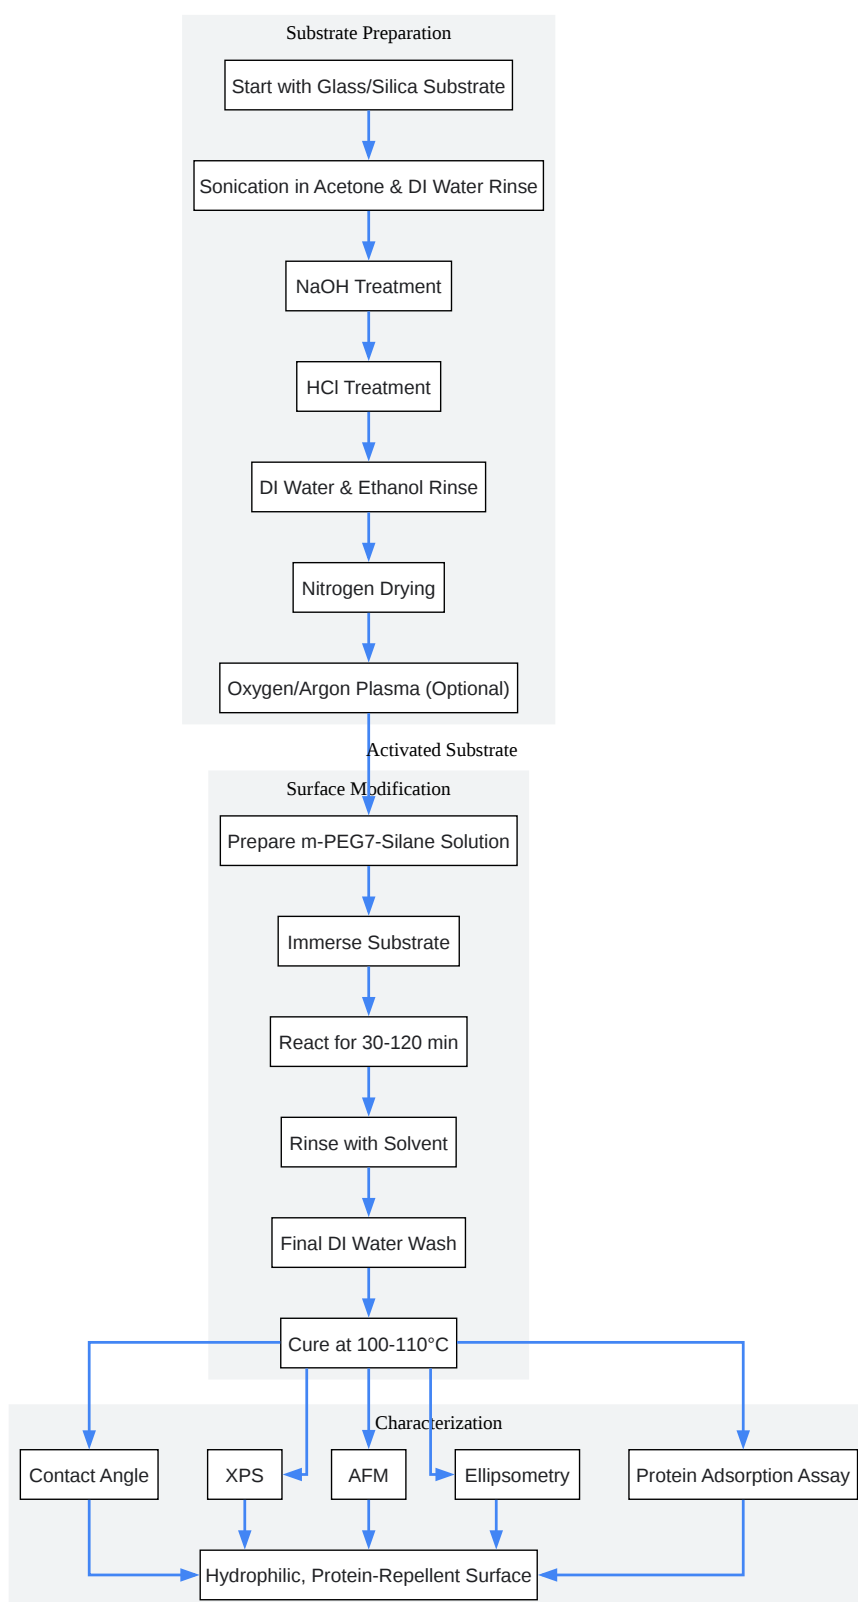 Substrate Preparation
Start with Glass/Silica Substrate
Sonication in Acetone & DI Water Rinse
NaOH Treatment
HCl Treatment
DI Water & Ethanol Rinse
Nitrogen Drying
Oxygen/Argon Plasma (Optional)
Activated Substrate
Surface Modification
Prepare m-PEG7-Silane Solution
Immerse Substrate
React for 30-120 min
Rinse with Solvent
Final DI Water Wash
Cure at 100-110°C
Characterization
Contact Angle
XPS
AFM
Ellipsometry
Protein Adsorption Assay
Hydrophilic, Protein-Repellent Surface